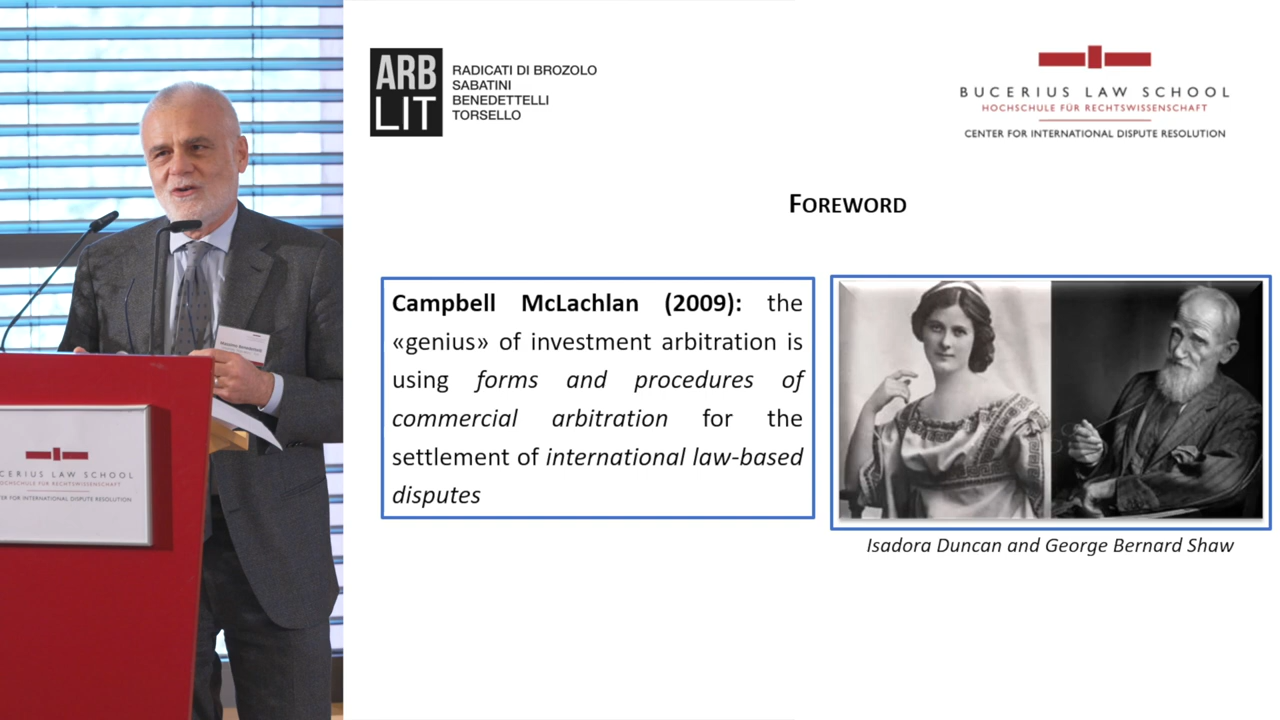 ARB
LIT
RADICATI DI BROZOLO
SABATINI
BENEDETTELLI
TORSELLO
BUCERIUS LAW SCHOOL
HOCHSCHULE FÜR RECHTSWISSENSCHAFT
CENTER FOR INTERNATIONAL DISPUTE RESOLUTION
FOREWORD
Campbell McLachlan (2009): the
«genius» of investment arbitration is
using forms and procedures of
commercial arbitration for the
settlement of international law-based
disputes
Isadora Duncan and George Bernard Shaw
CERIUS LAW SCHOOL
HOCHSCHULE FÜR RECHTSWISSENSCHAFT
ER FOR INTERNATIONAL DISPUTE RESOLUTION